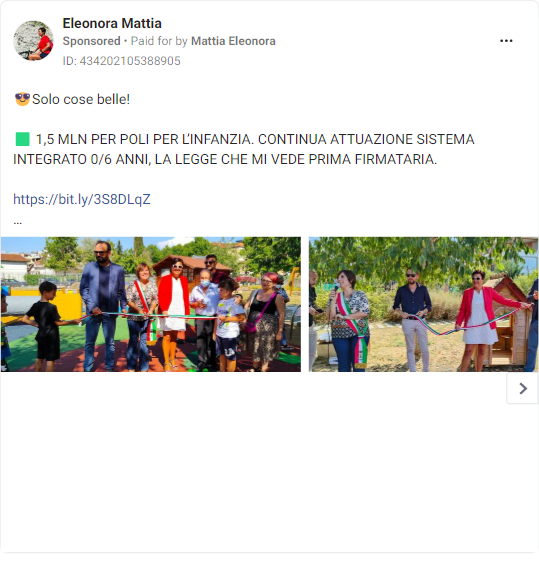 Eleonora Mattia
Sponsored • Paid for by Mattia Eleonora
ID: 434202105388905
😎Solo cose belle!
🟩 1,5 MLN PER POLI PER L'INFANZIA. CONTINUA ATTUAZIONE SISTEMA
INTEGRATO 0/6 ANNI, LA LEGGE CHE MI VEDE PRIMA FIRMATARIA.
https://bit.ly/3S8DLqZ
...